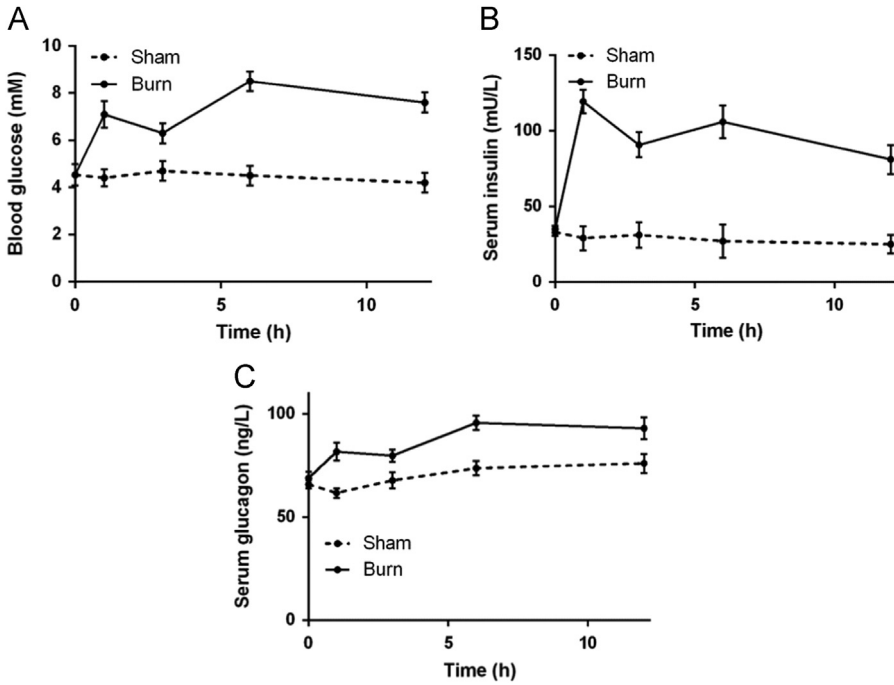 A
Blood glucose (mM)
10
8
6
4
2
0
Sham
Burn
0
5
10
Time (h)
B
Serum insulin (mU/L)
150
100
50
0
Sham
Burn
0
5
10
Time (h)
C
Serum glucagon (ng/L)
100
50
0
Sham
Burn
0
5
10
Time (h)